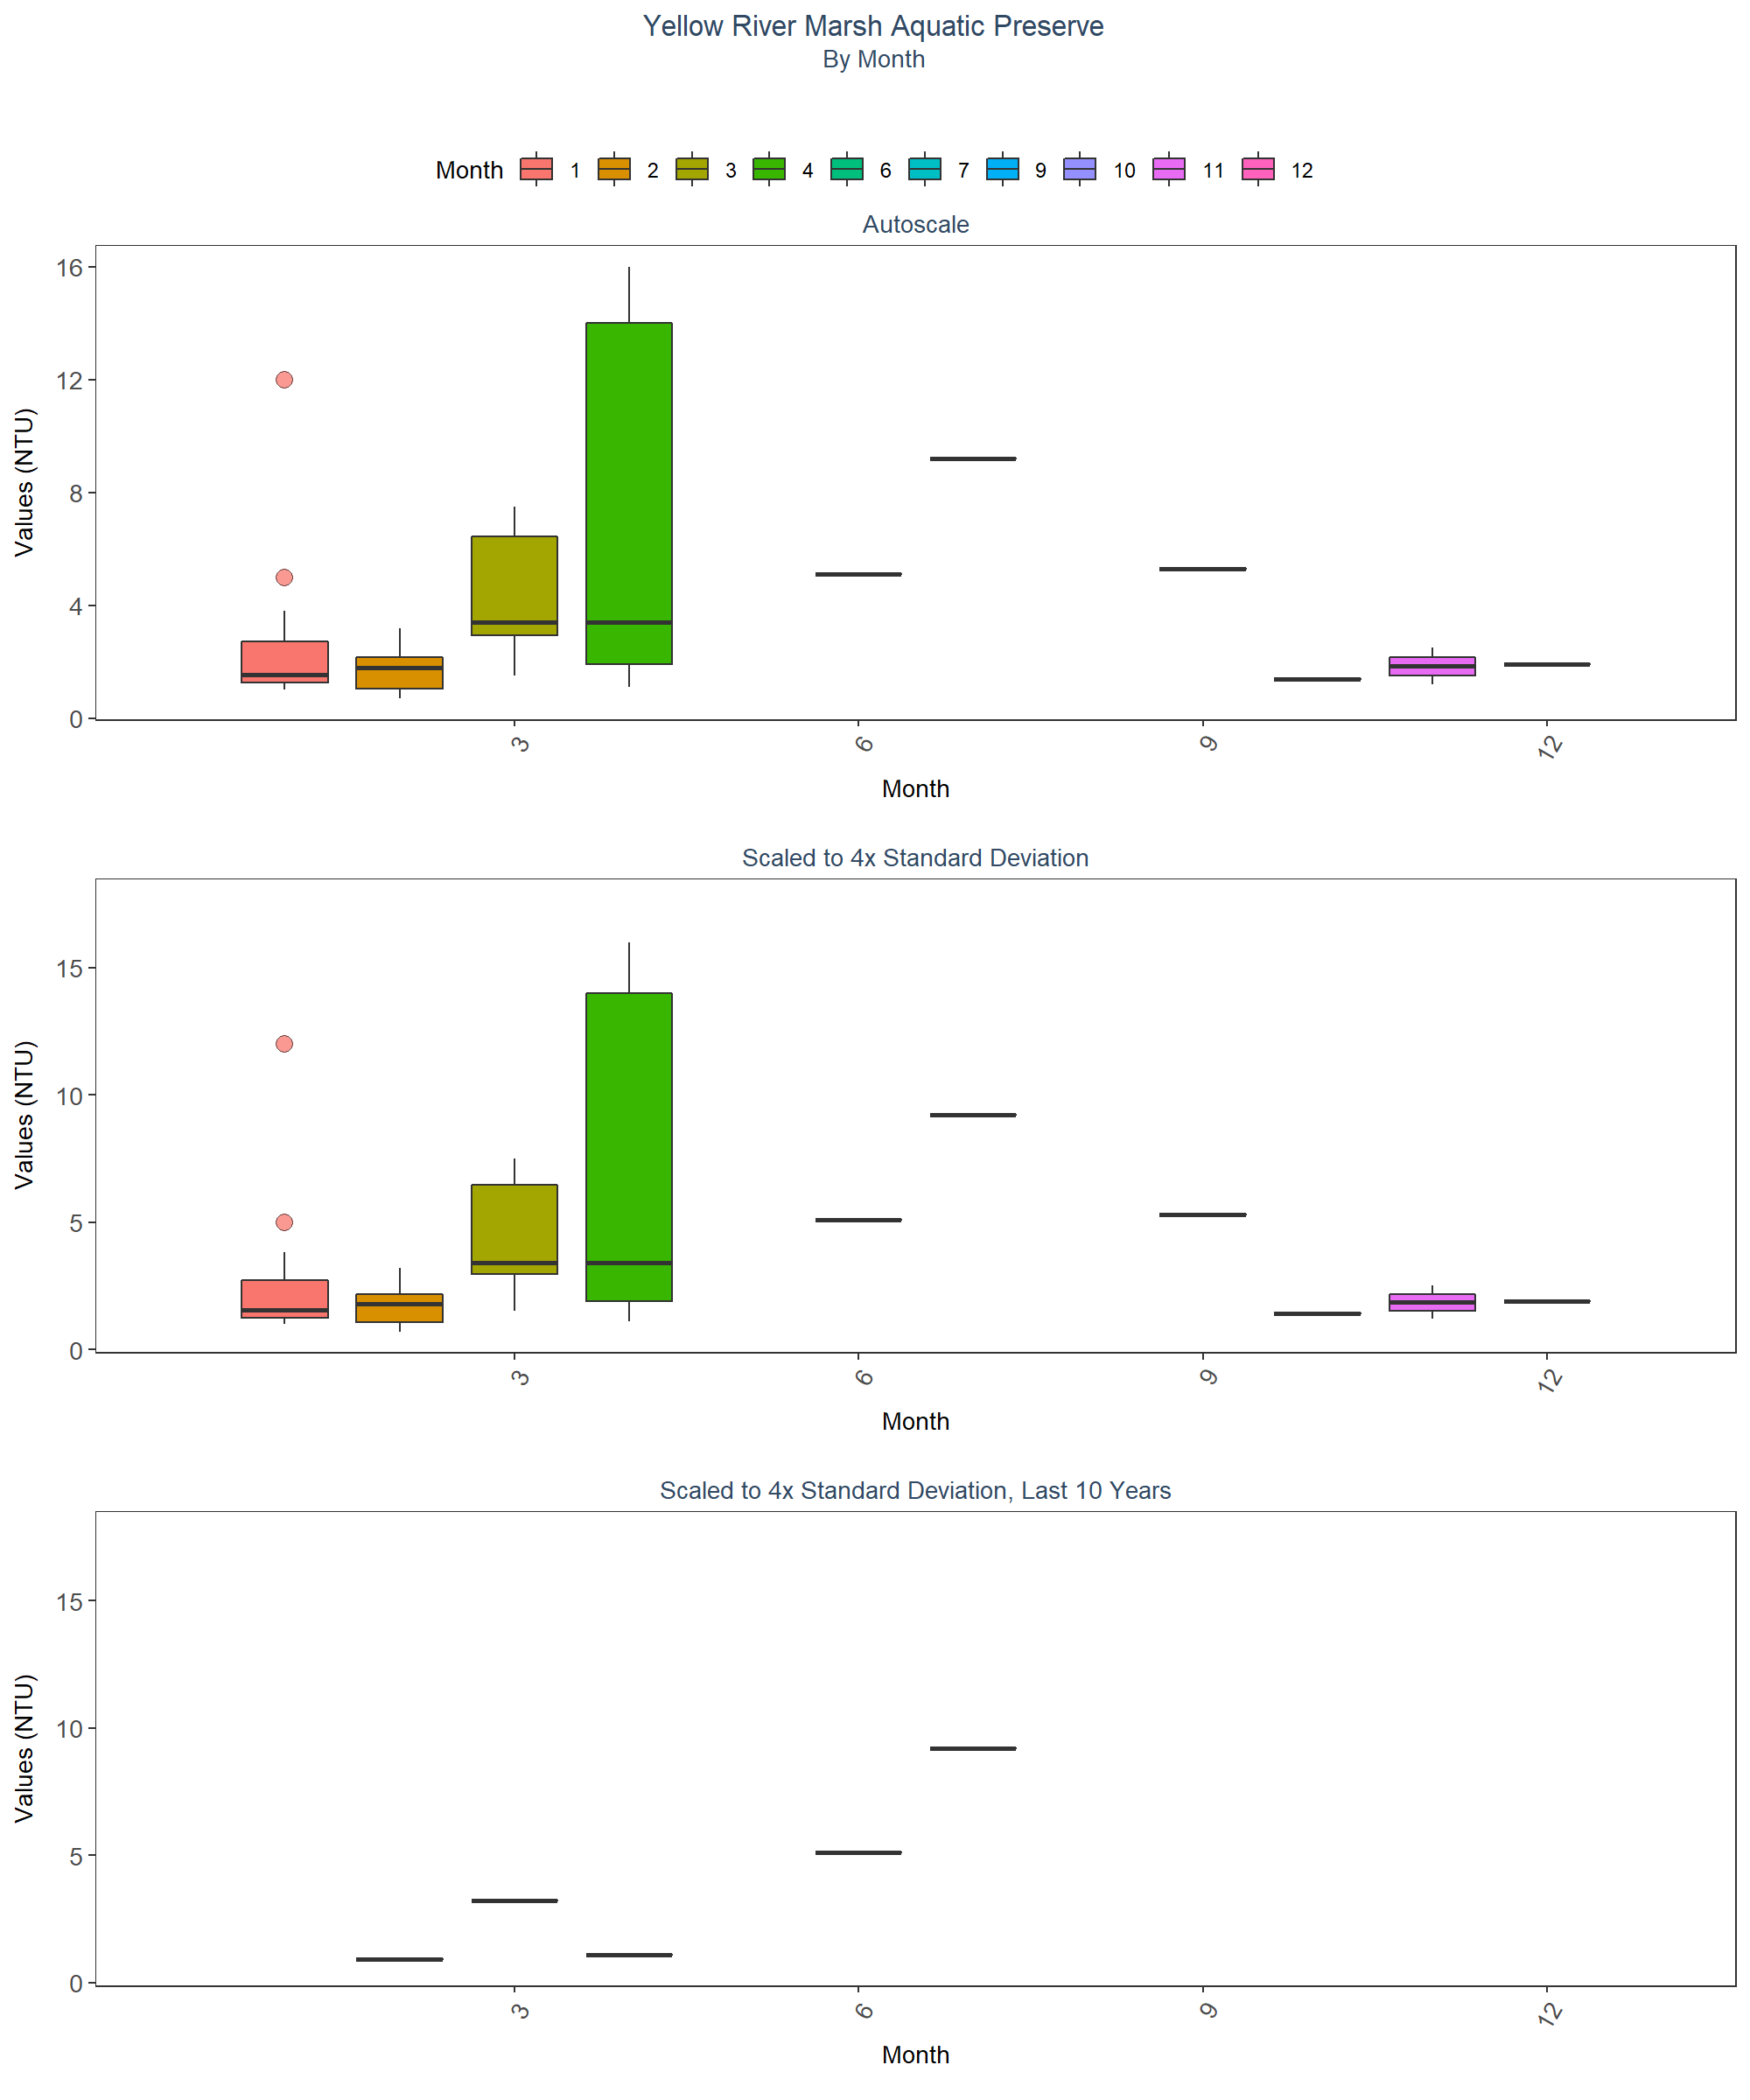 Yellow River Marsh Aquatic Preserve
By Month
Month 1 2 3 4 6 7 9 10 11 12
Autoscale
Values (NTU)
16
12
8
4
0
3 6 9 12
Month
Scaled to 4x Standard Deviation
Values (NTU)
15
10
5
0
3 6 9 12
Month
Scaled to 4x Standard Deviation, Last 10 Years
Values (NTU)
15
10
5
0
3 6 9 12
Month